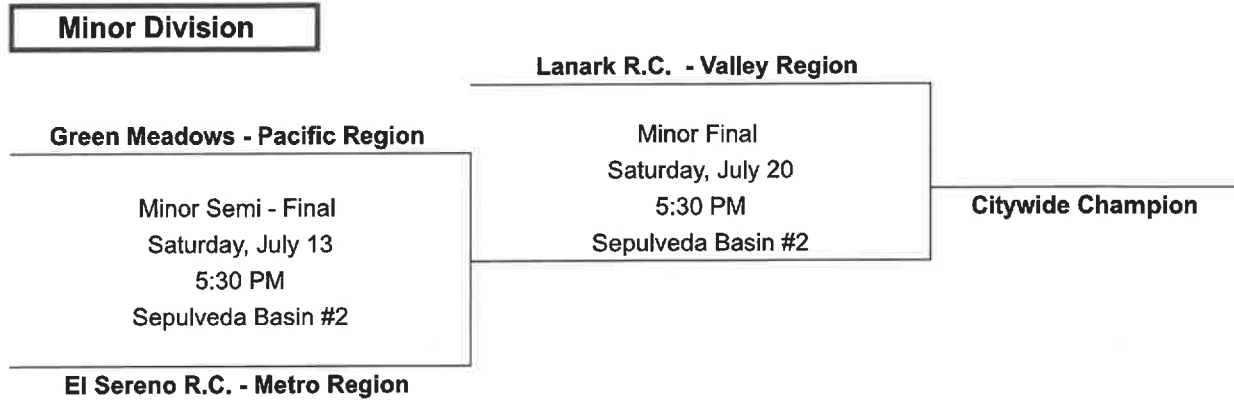 Minor Division
Lanark R.C. - Valley Region
Green Meadows - Pacific Region
Minor Final
Saturday, July 20
5:30 PM
Sepulveda Basin #2
Citywide Champion
Minor Semi - Final
Saturday, July 13
5:30 PM
Sepulveda Basin #2
El Sereno R.C. - Metro Region